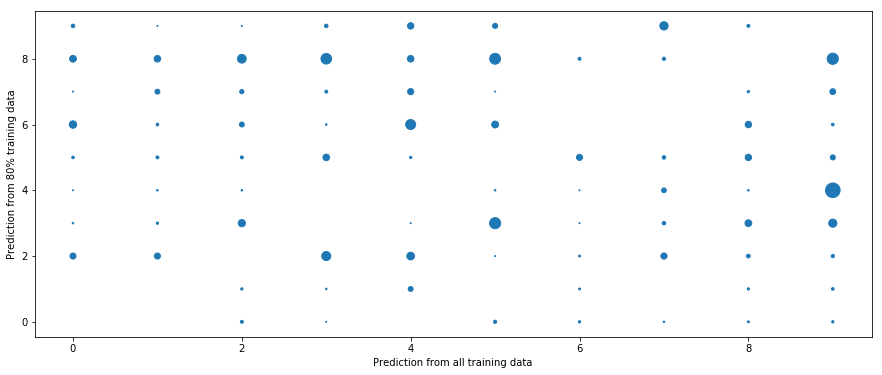 Prediction from 80% training data
8
6
4
2
0
0 2 4 6 8
Prediction from all training data